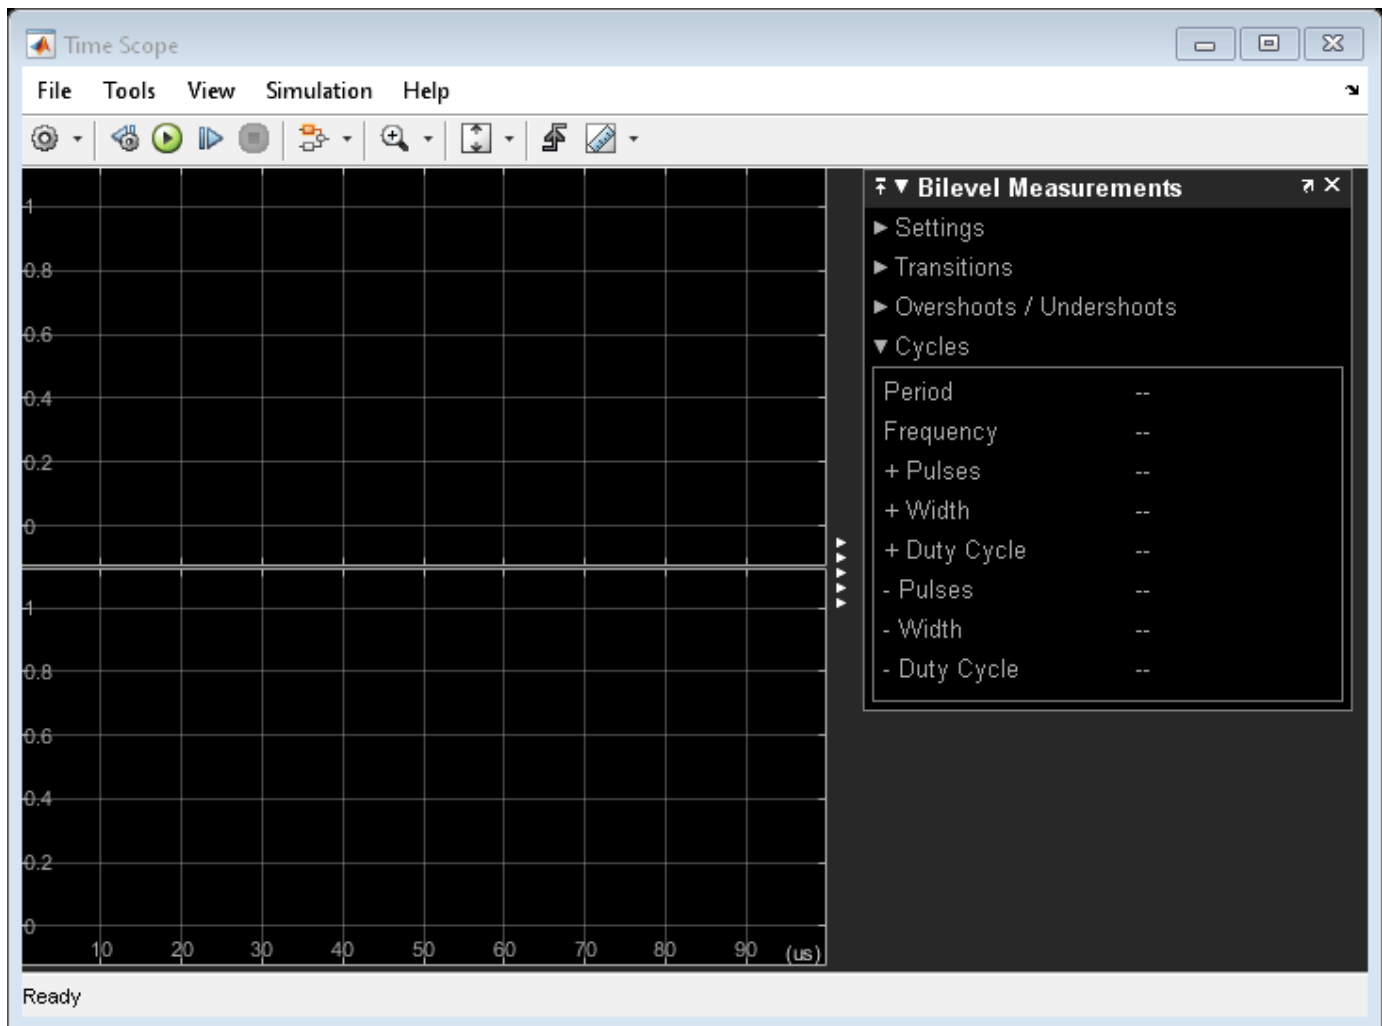 Time Scope
File Tools View Simulation Help
1
0.8
0.6
0.4
0.2
0
1
0.8
0.6
0.4
0.2
0
10 20 30 40 50 60 70 80 90 (us)
Bilevel Measurements
Settings
Transitions
Overshoots / Undershoots
Cycles
Period --
Frequency --
+ Pulses --
+ Width --
+ Duty Cycle --
- Pulses --
- Width --
- Duty Cycle --
Ready